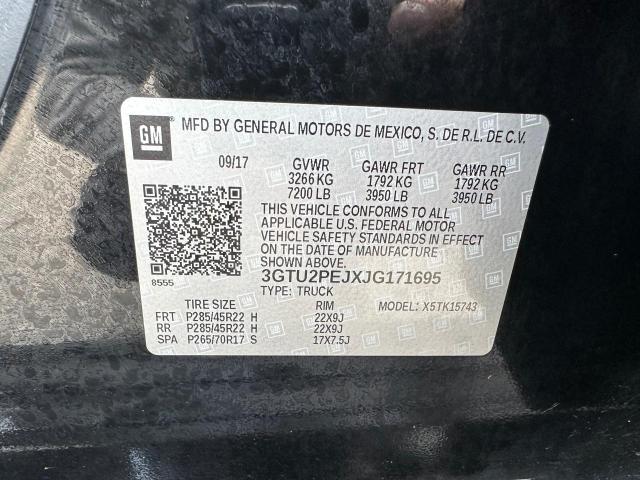 GM
MFD BY GENERAL MOTORS DE MEXICO, S. DE R.L. DE C.V.
09/17 GVWR GAWR FRT GAWR RR
3266 KG 1792 KG 1792 KG
7200 LB 3950 LB 3950 LB
THIS VEHICLE CONFORMS TO ALL
APPLICABLE U.S. FEDERAL MOTOR
VEHICLE SAFETY STANDARDS IN EFFECT
ON THE DATE OF MANUFACTURE
SHOWN ABOVE.
8555
3GTU2PEJXJG171695
TYPE: TRUCK MODEL: X5TK15743
TIRE SIZE RIM
FRT P285/45R22 H 22X9J
RR P285/45R22 H 22X9J
SPA P265/70R17 S 17X7.5J